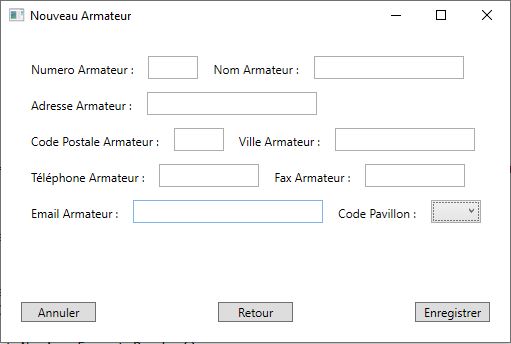 Nouveau Armateur
Numero Armateur : Nom Armateur :
Adresse Armateur :
Code Postale Armateur : Ville Armateur :
Téléphone Armateur : Fax Armateur :
Email Armateur : Code Pavillon :
Annuler Retour Enregistrer